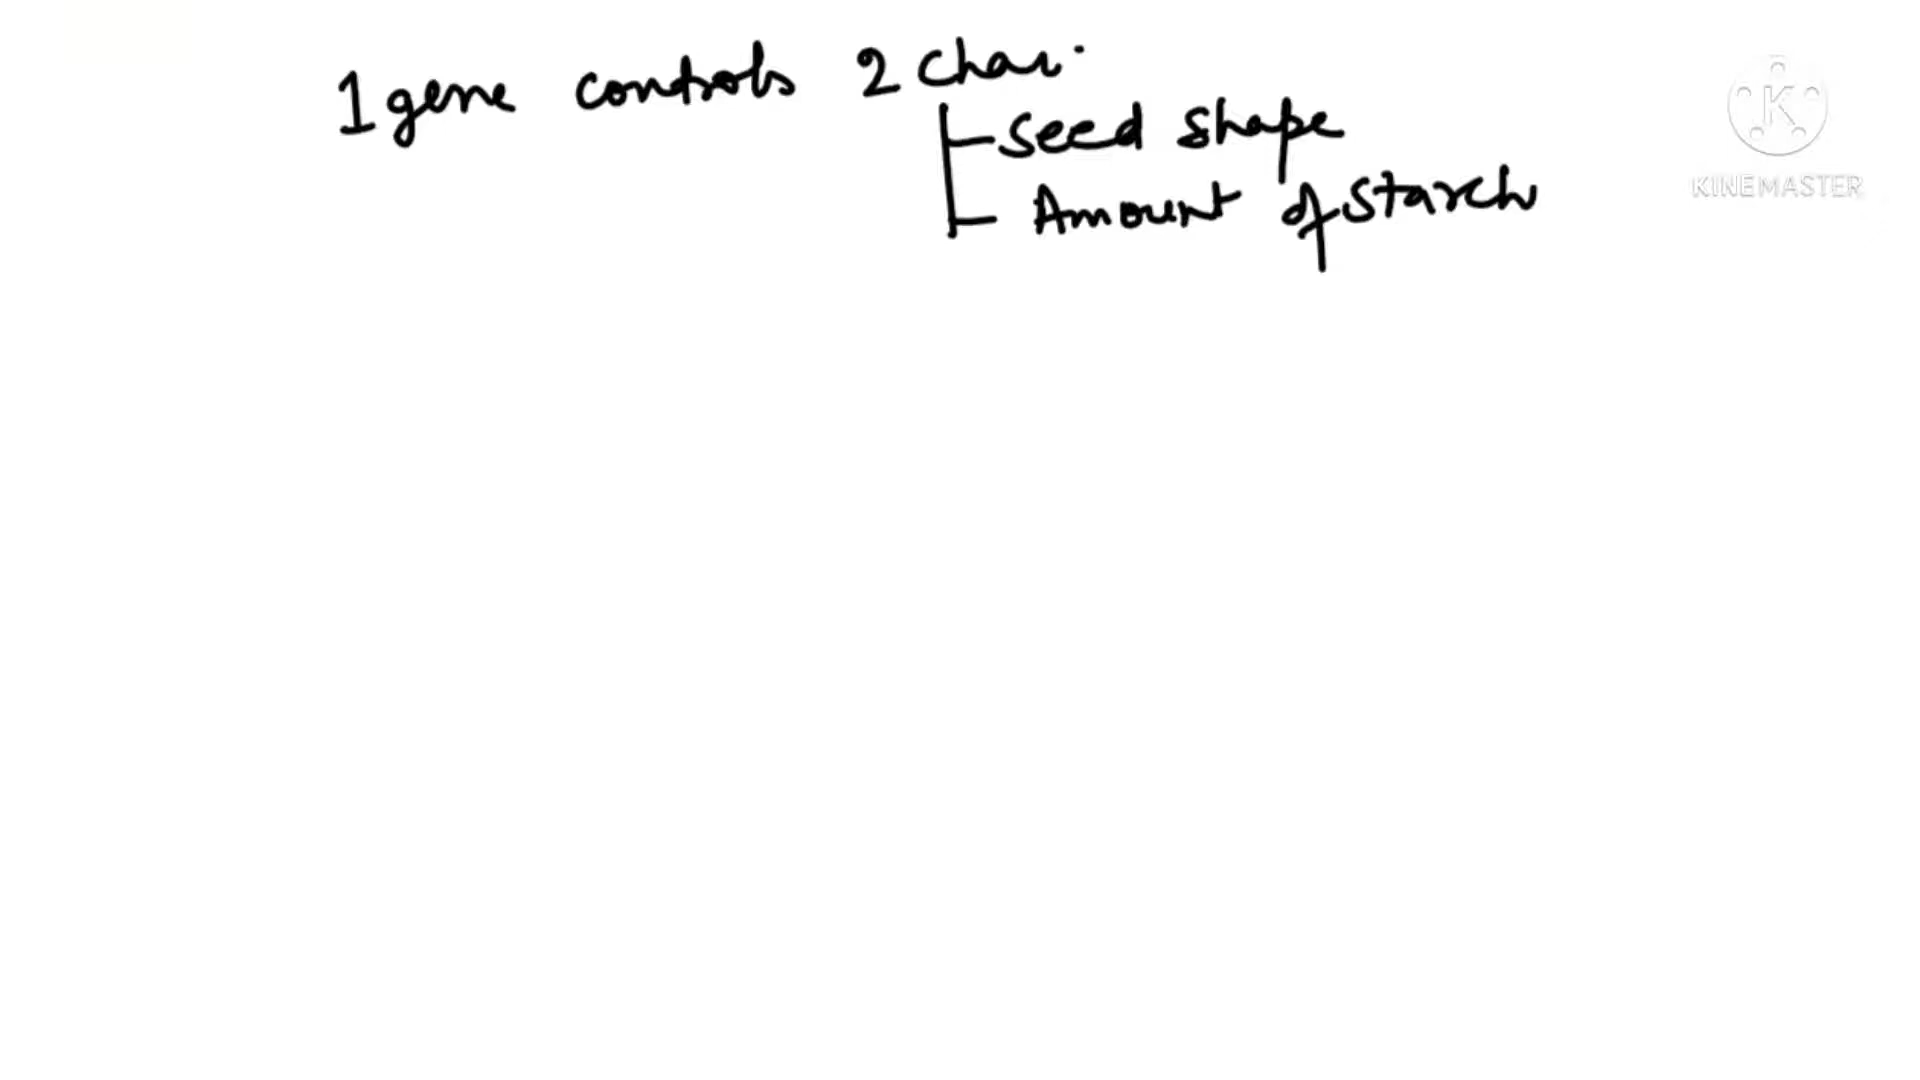 1 gene controls 2 char.
seed shape
Amount of starch
K
KINEMASTER